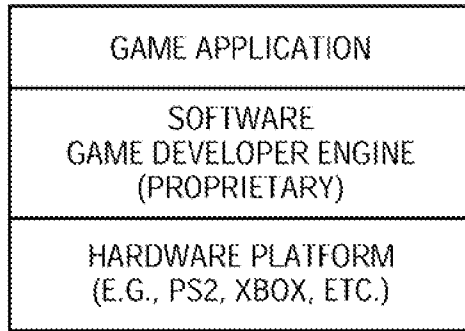 GAME APPLICATION
SOFTWARE
GAME DEVELOPER ENGINE
(PROPRIETARY)
HARDWARE PLATFORM
(E.G., PS2, XBOX, ETC.)